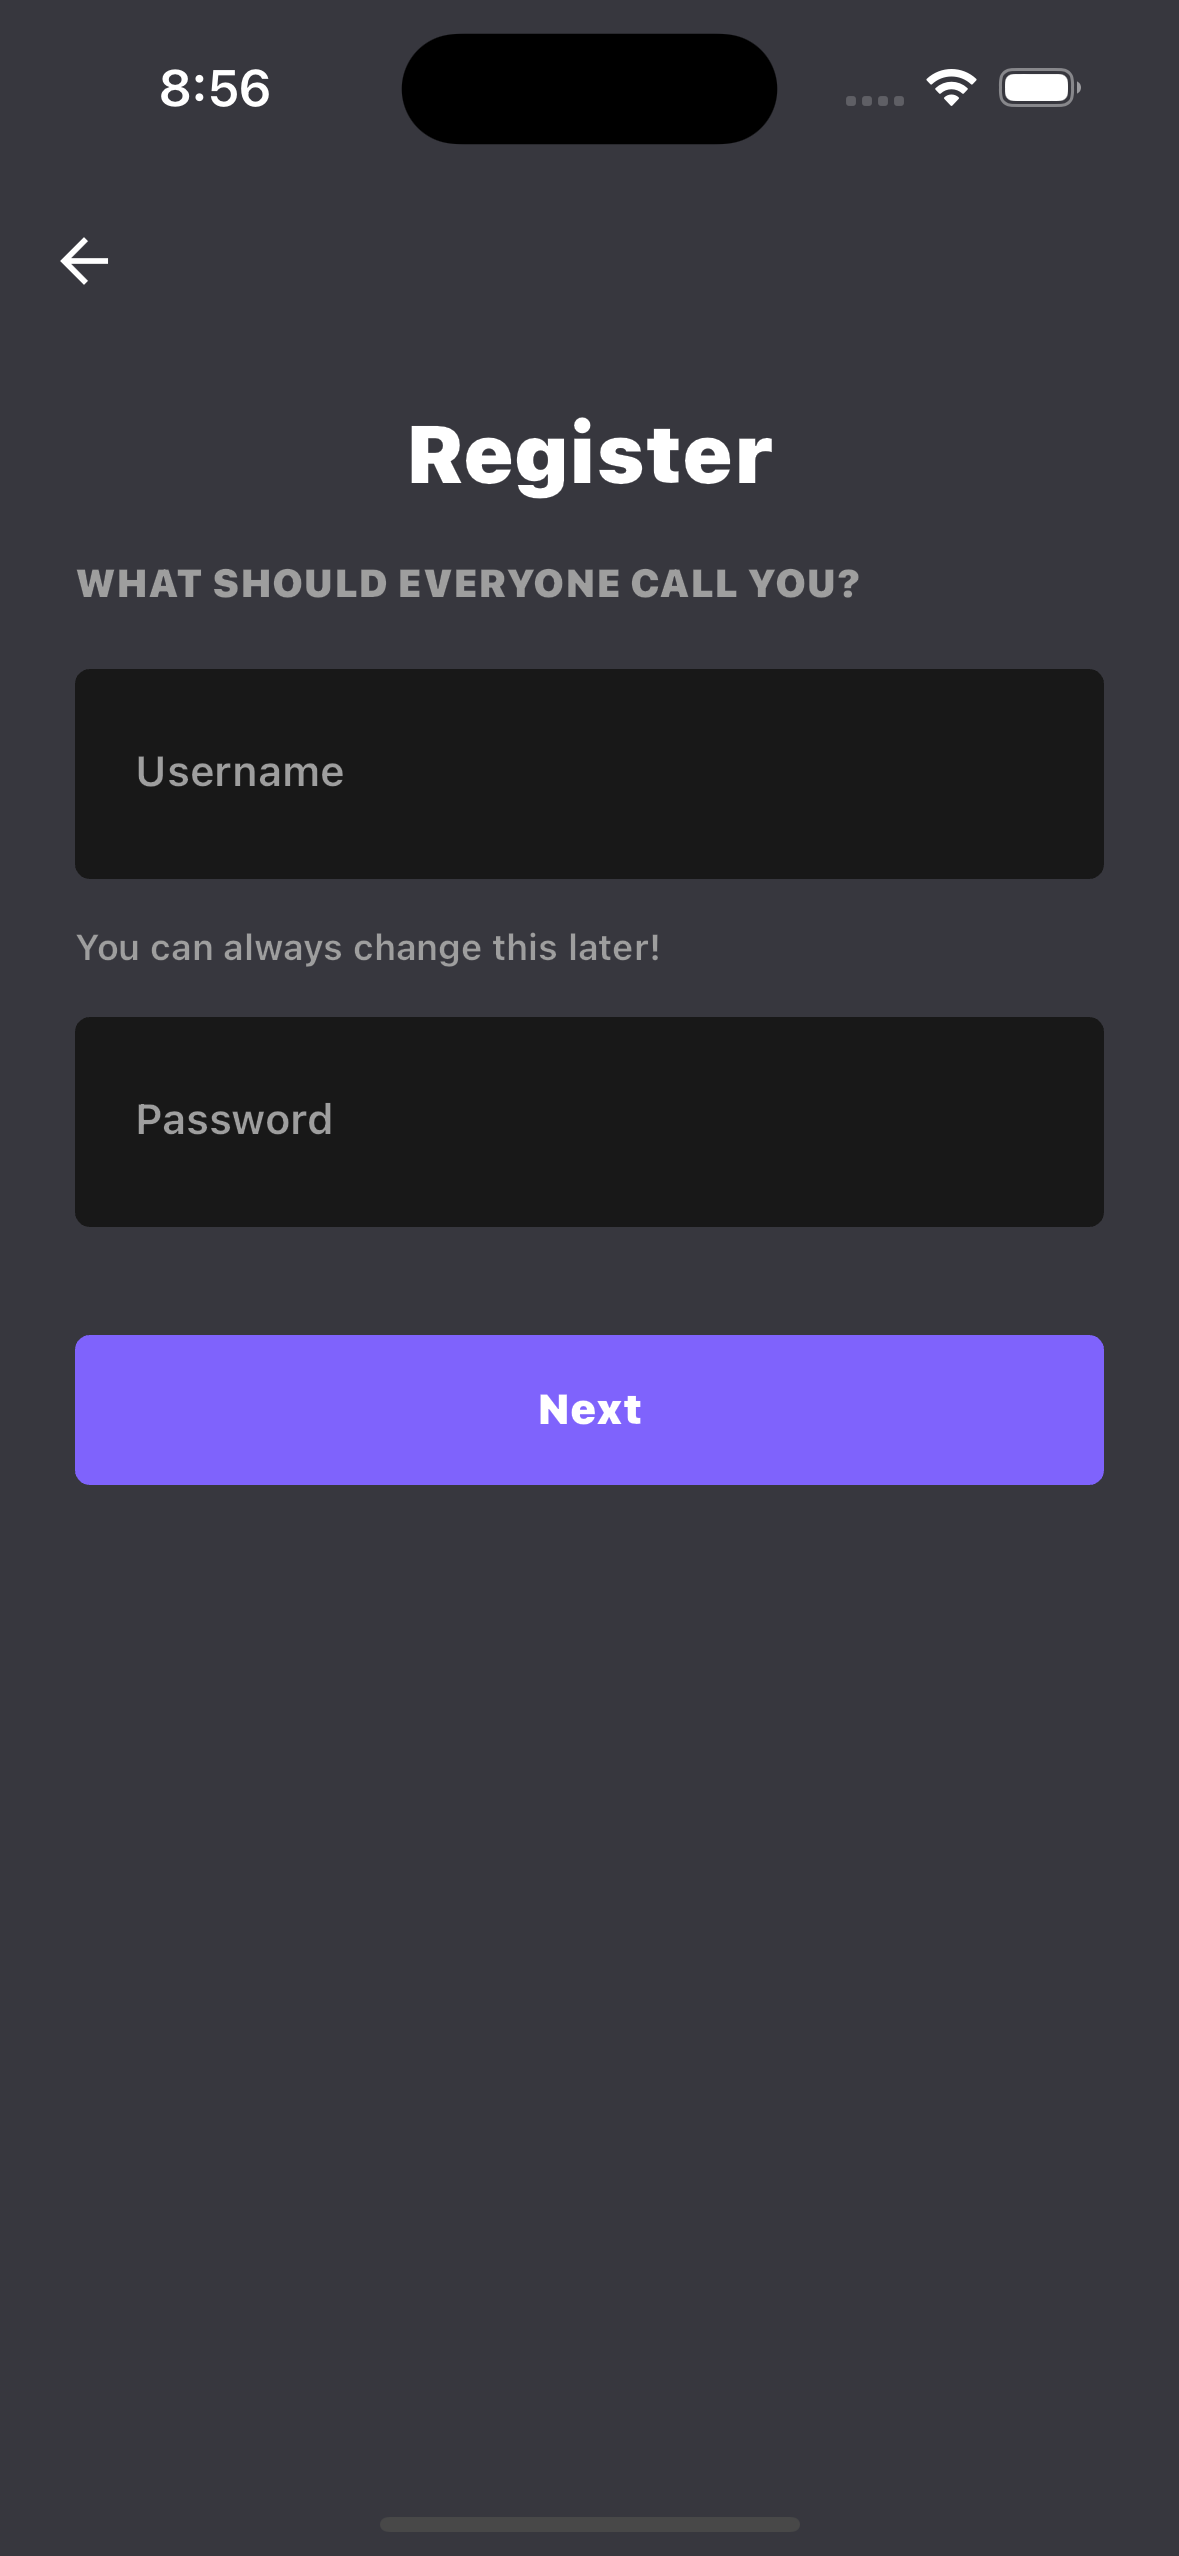 8:56
Register
WHAT SHOULD EVERYONE CALL YOU?
Username
You can always change this later!
Password
Next